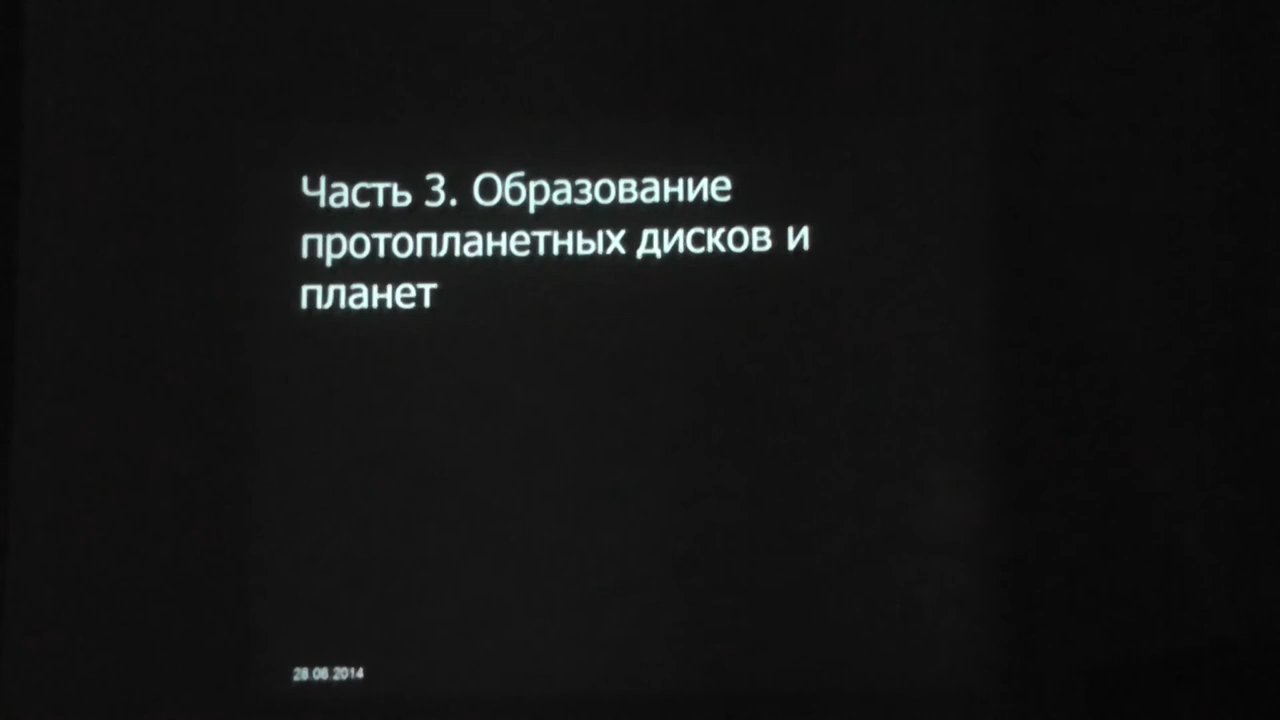 Часть 3. Образование
протопланетных дисков и
планет
28.06.2014